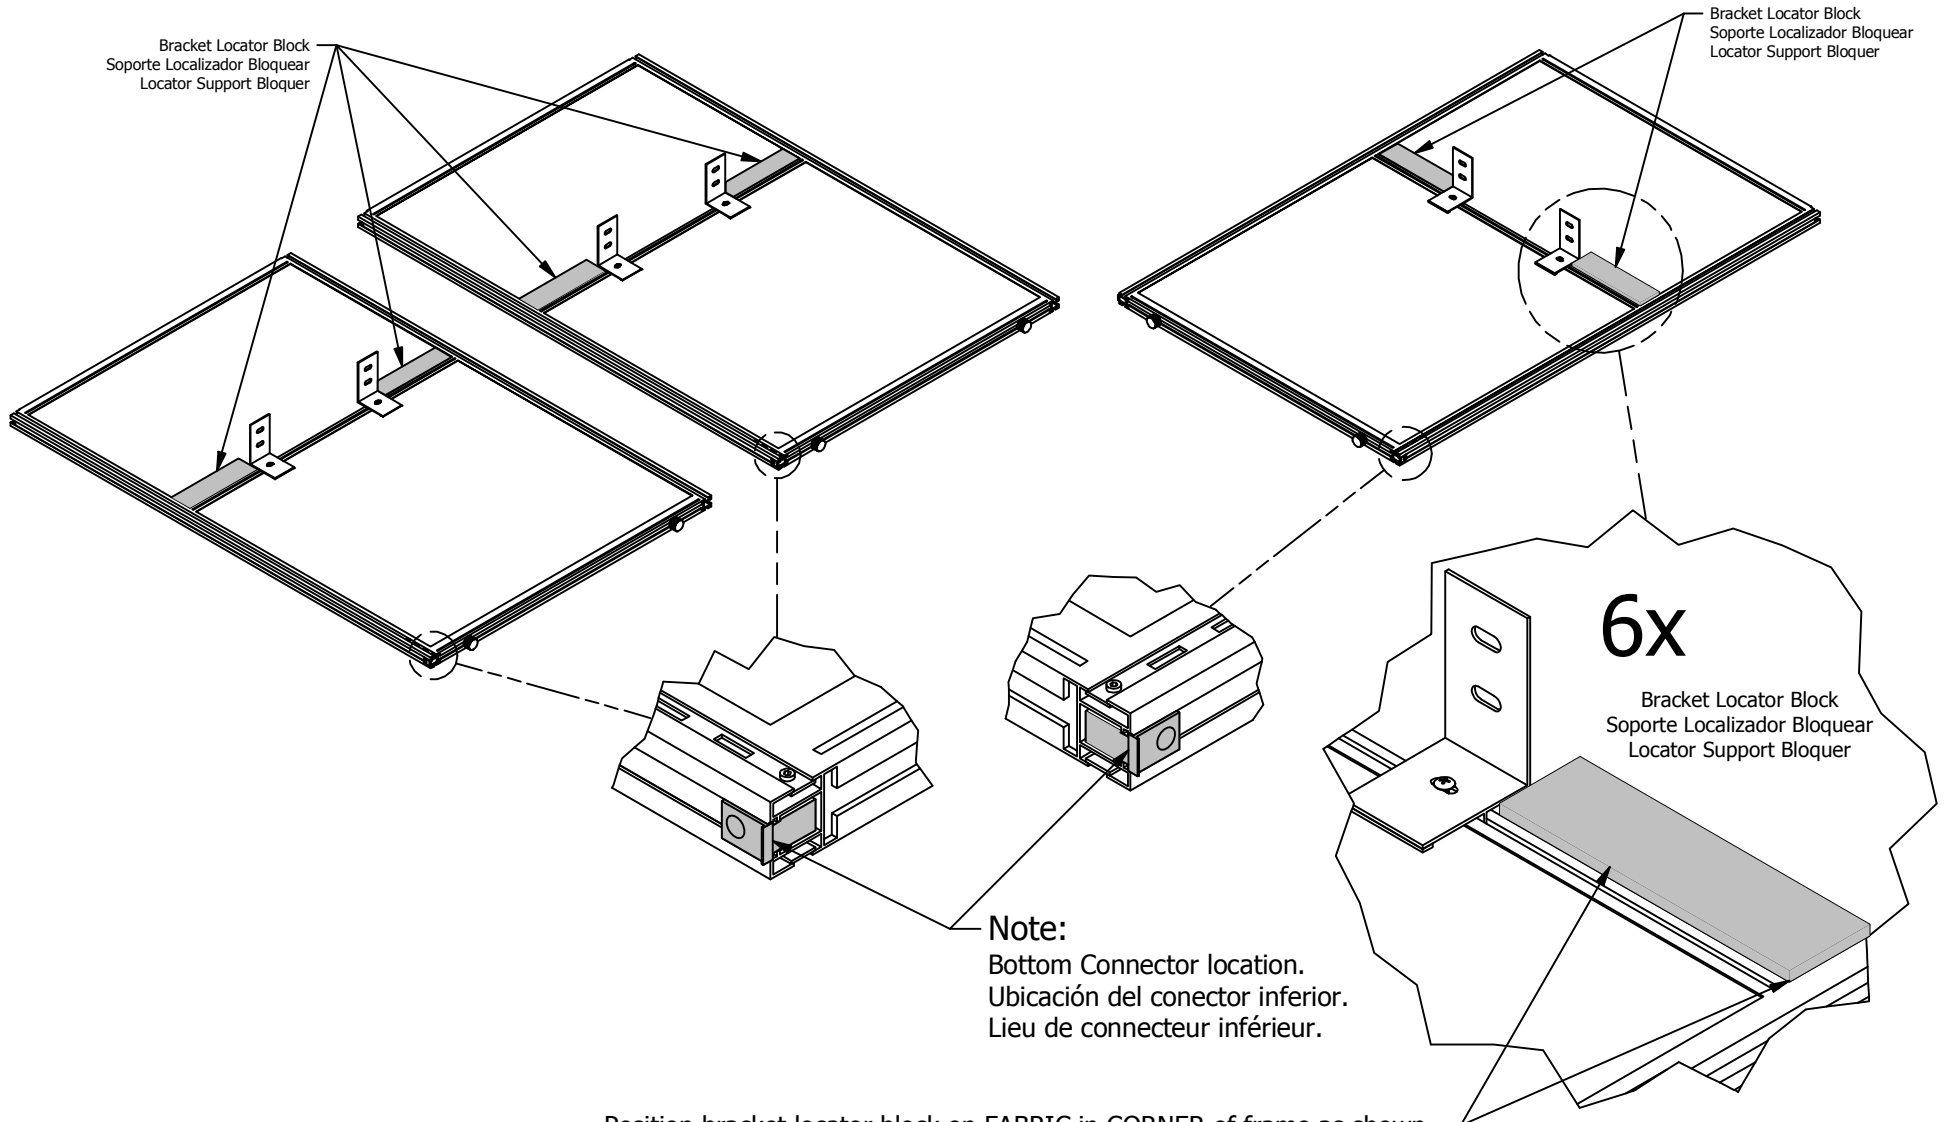 Bracket Locator Block
Soporte Localizador Bloquear
Locator Support Bloquer
Bracket Locator Block
Soporte Localizador Bloquear
Locator Support Bloquer
6x
Bracket Locator Block
Soporte Localizador Bloquear
Locator Support Bloquer
Note:
Bottom Connector location.
Ubicación del conector inferior.
Lieu de connecteur inférieur.
Position bracket locator block on FABRIC in CORNER of frame as shown